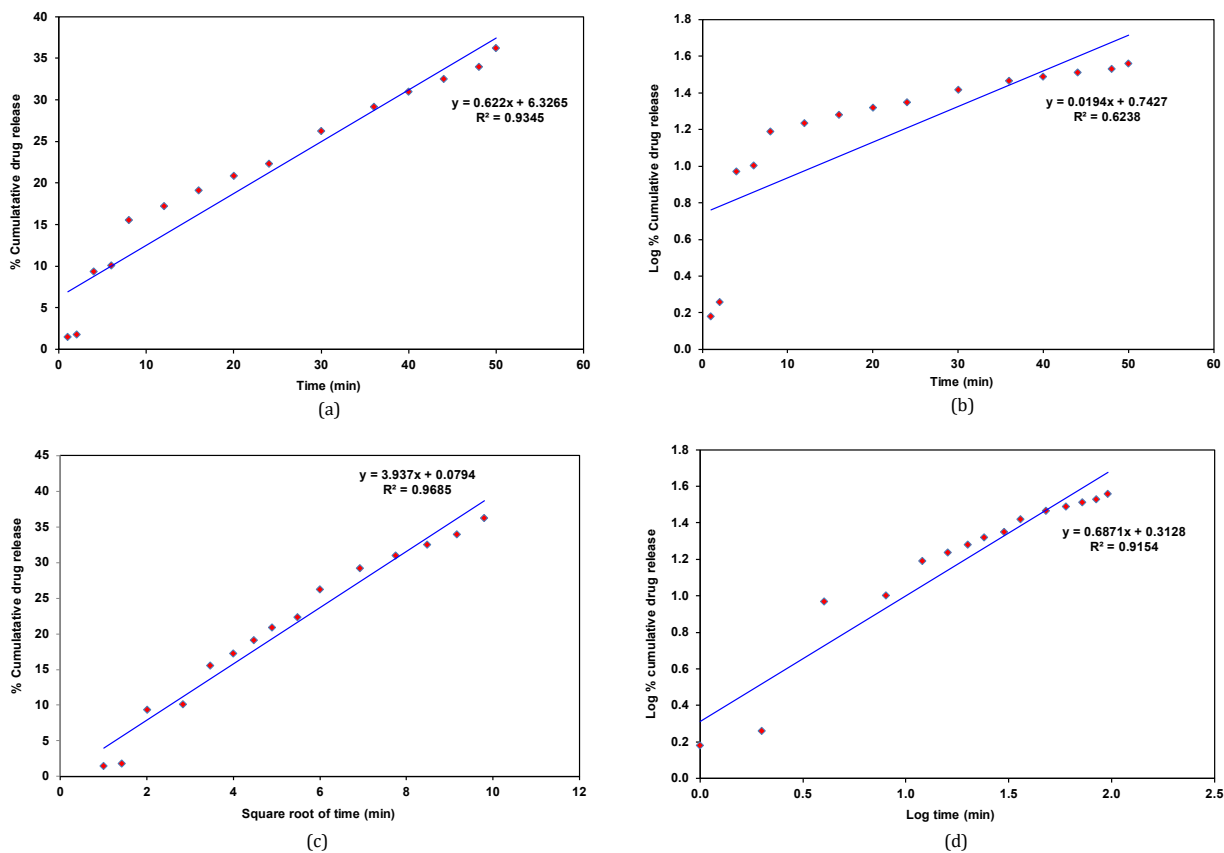 % Cumulatative drug release
40
35
30
25
20
15
10
5
0
y = 0.622x + 6.3265
R² = 0.9345
0 10 20 30 40 50 60
Time (min)
(a)
Log % Cumulative drug release
1.8
1.6
1.4
1.2
1.0
0.8
0.6
0.4
0.2
0.0
y = 0.0194x + 0.7427
R² = 0.6238
0 10 20 30 40 50 60
Time (min)
(b)
% Cumulatative drug release
45
40
35
30
25
20
15
10
5
0
y = 3.937x + 0.0794
R² = 0.9685
0 2 4 6 8 10 12
Square root of time (min)
(c)
Log % cumulative drug release
1.8
1.6
1.4
1.2
1.0
0.8
0.6
0.4
0.2
0.0
y = 0.6871x + 0.3128
R² = 0.9154
0.0 0.5 1.0 1.5 2.0 2.5
Log time (min)
(d)